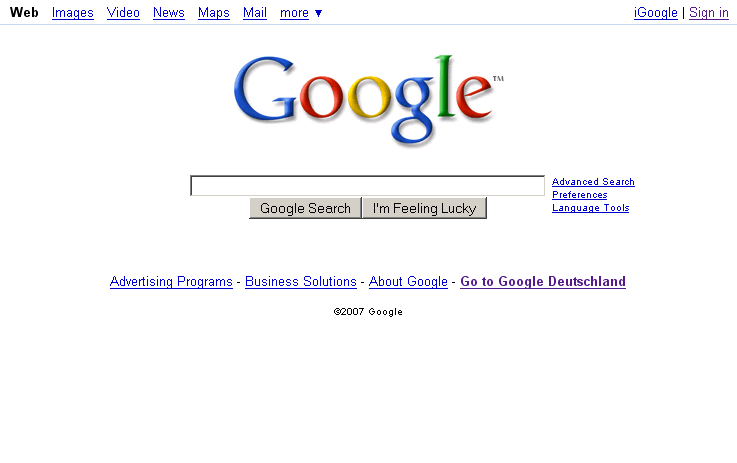 Web Images Video News Maps Mail more ▼ iGoogle | Sign in
Google™
Advanced Search
Preferences
Language Tools
Google Search I'm Feeling Lucky
Advertising Programs - Business Solutions - About Google - Go to Google Deutschland
©2007 Google